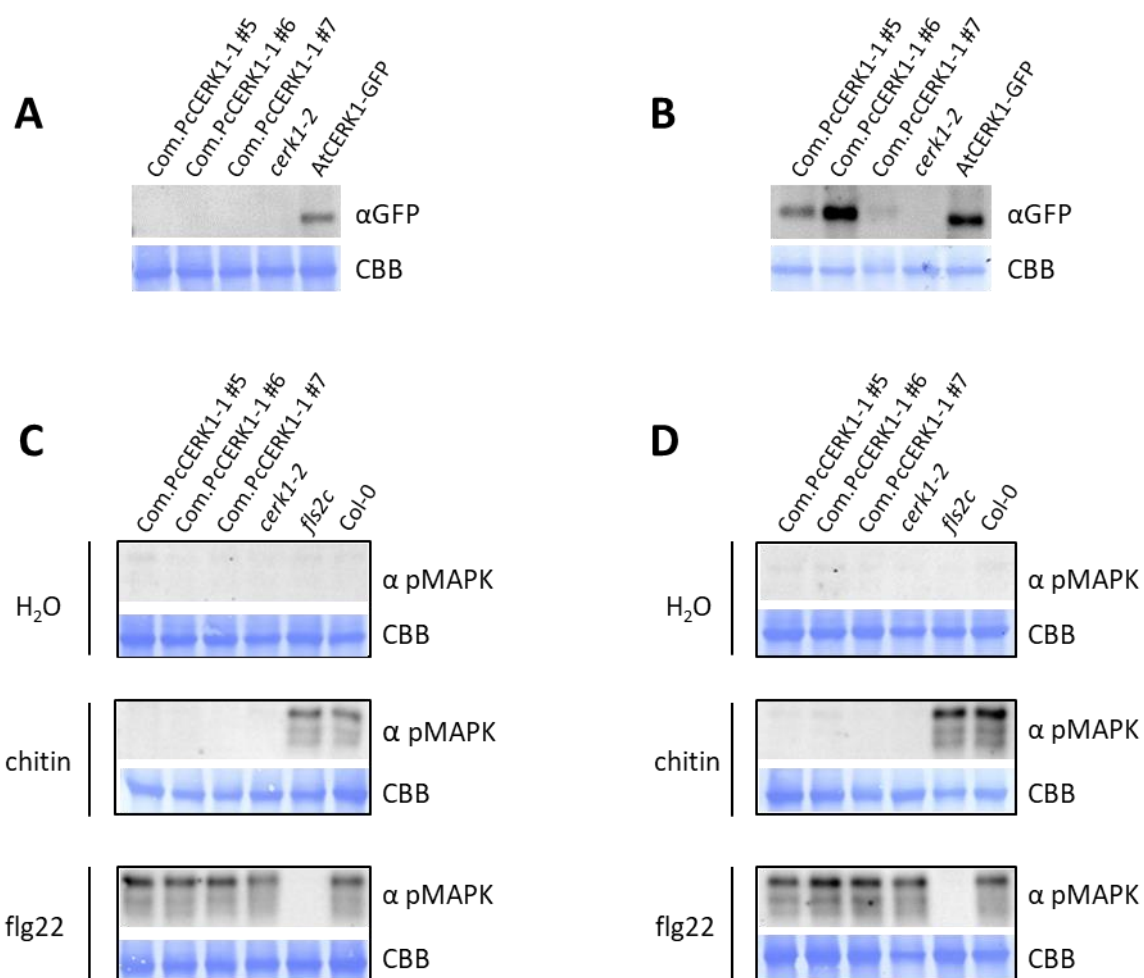 A
Com.PcCERK1-1 #5
Com.PcCERK1-1 #6
Com.PcCERK1-1 #7
cerk1-2
AtCERK1-GFP
αGFP
CBB
B
Com.PcCERK1-1 #5
Com.PcCERK1-1 #6
Com.PcCERK1-1 #7
cerk1-2
AtCERK1-GFP
αGFP
CBB
C
Com.PcCERK1-1 #5
Com.PcCERK1-1 #6
Com.PcCERK1-1 #7
cerk1-2
fls2c
Col-0
H₂O
α pMAPK
CBB
chitin
α pMAPK
CBB
flg22
α pMAPK
CBB
D
Com.PcCERK1-1 #5
Com.PcCERK1-1 #6
Com.PcCERK1-1 #7
cerk1-2
fls2c
Col-0
H₂O
α pMAPK
CBB
chitin
α pMAPK
CBB
flg22
α pMAPK
CBB